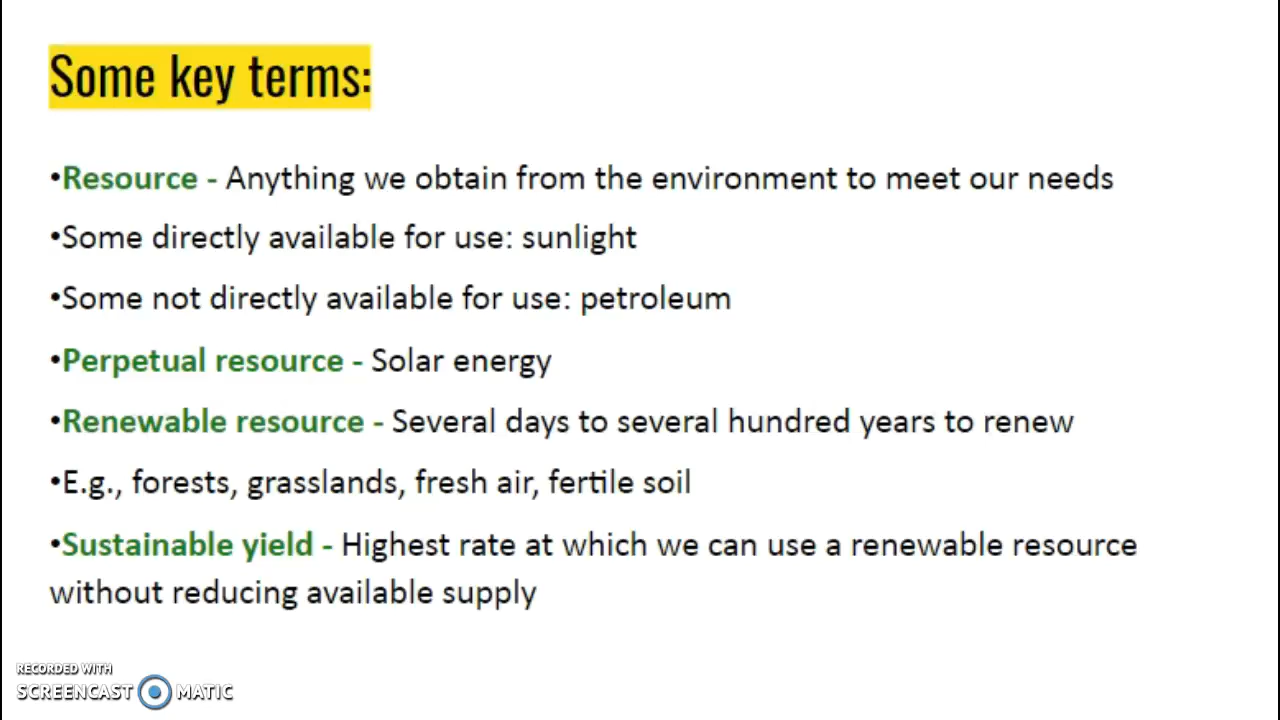 Some key terms:
•Resource - Anything we obtain from the environment to meet our needs
•Some directly available for use: sunlight
•Some not directly available for use: petroleum
•Perpetual resource - Solar energy
•Renewable resource - Several days to several hundred years to renew
•E.g., forests, grasslands, fresh air, fertile soil
•Sustainable yield - Highest rate at which we can use a renewable resource
without reducing available supply
RECORDED WITH
SCREENCAST MATIC